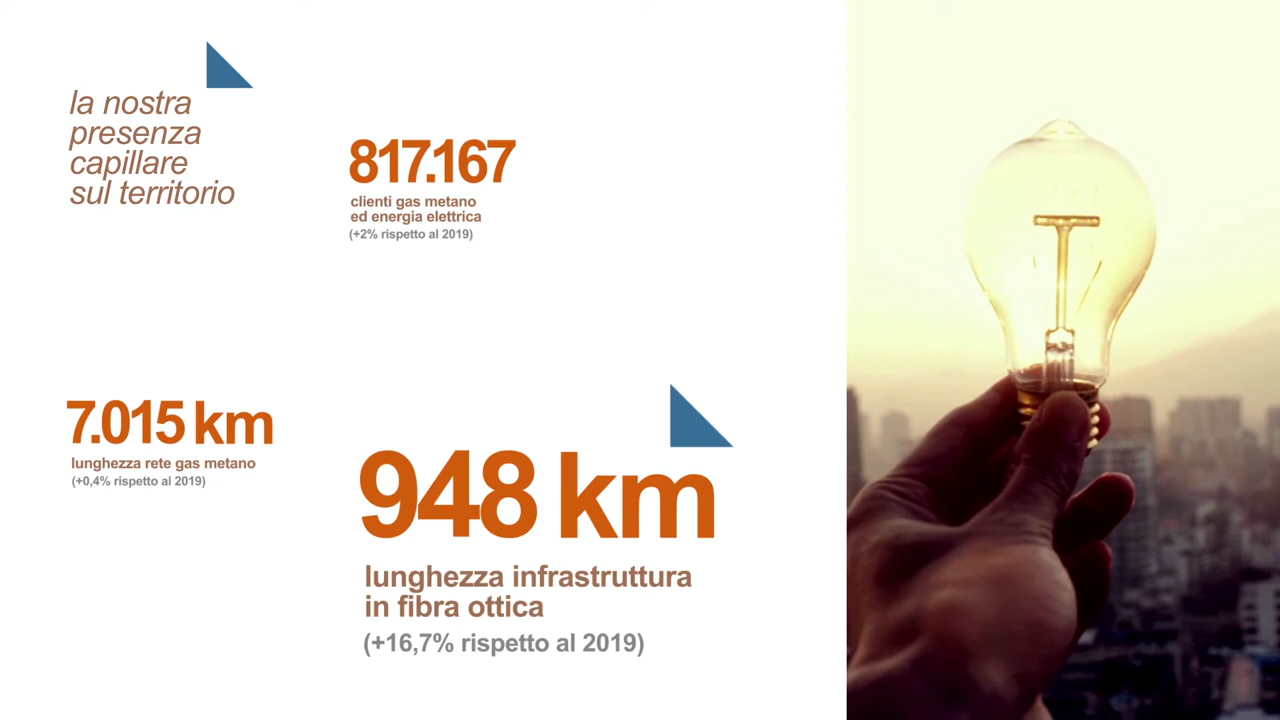 la nostra
presenza
capillare
sul territorio
817.167
clienti gas metano
ed energia elettrica
(+2% rispetto al 2019)
7.015 km
lunghezza rete gas metano
(+0,4% rispetto al 2019)
948 km
lunghezza infrastruttura
in fibra ottica
(+16,7% rispetto al 2019)